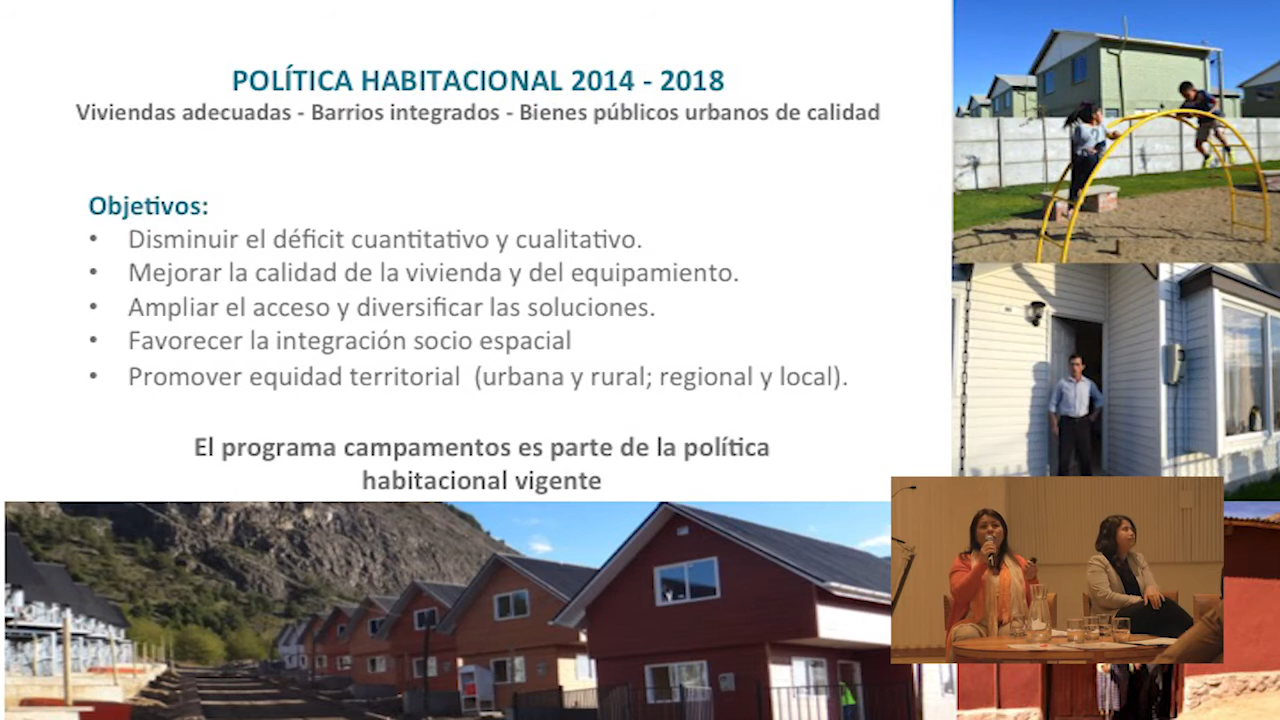 POLÍTICA HABITACIONAL 2014 - 2018
Viviendas adecuadas - Barrios integrados - Bienes públicos urbanos de calidad
Objetivos:
• Disminuir el déficit cuantitativo y cualitativo.
• Mejorar la calidad de la vivienda y del equipamiento.
• Ampliar el acceso y diversificar las soluciones.
• Favorecer la integración socio espacial
• Promover equidad territorial (urbana y rural; regional y local).
El programa campamentos es parte de la política
habitacional vigente